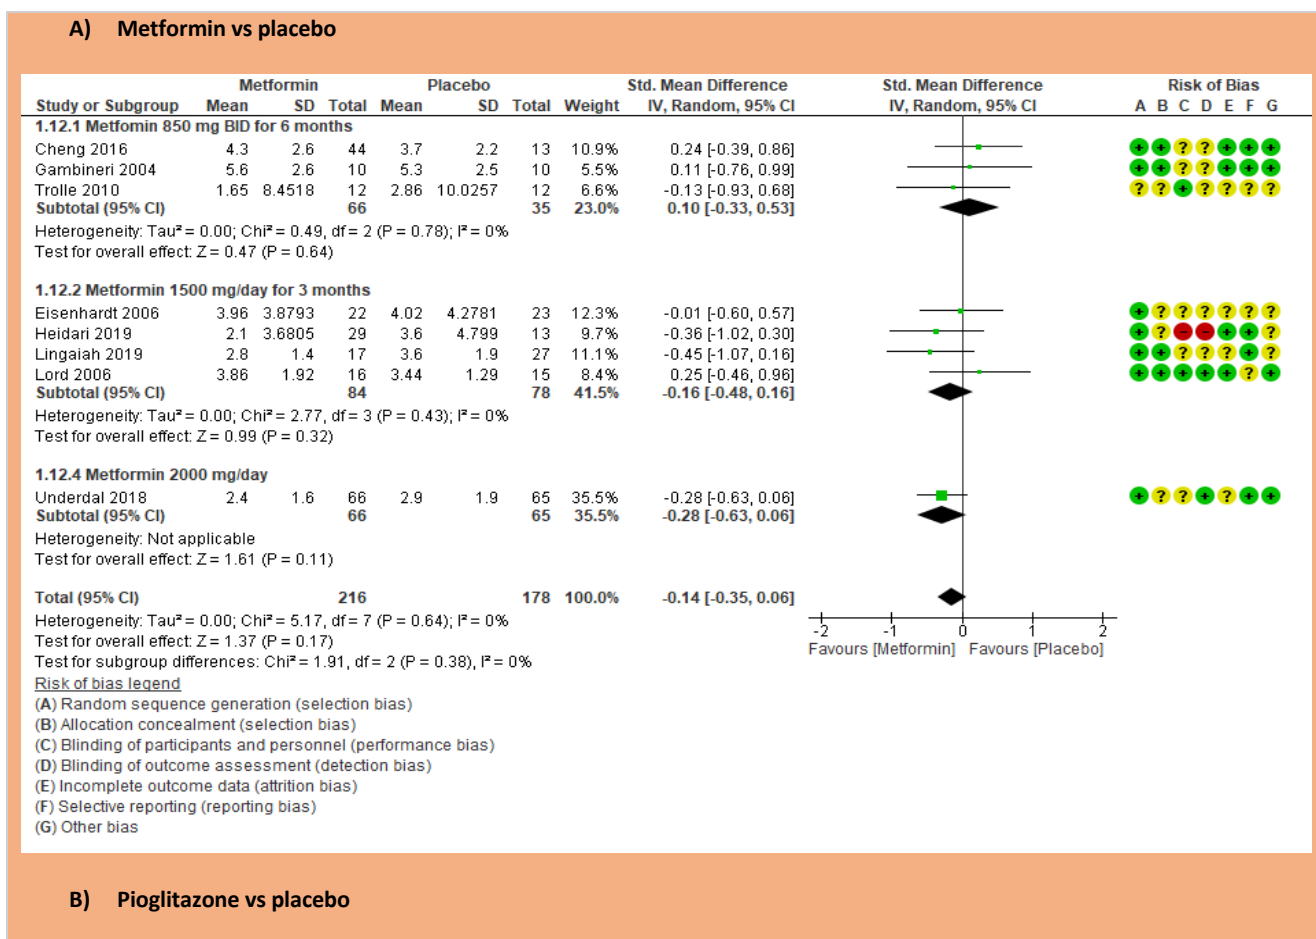 A) Metformin vs placebo
Metformin Placebo Std. Mean Difference Std. Mean Difference Risk of Bias
Study or Subgroup Mean SD Total Mean SD Total Weight IV, Random, 95% CI IV, Random, 95% CI A B C D E F G
1.12.1 Metfomin 850 mg BID for 6 months
Cheng 2016 4.3 2.6 44 3.7 2.2 13 10.9% 0.24 [-0.39, 0.86] + + ? ? + + +
Gambineri 2004 5.6 2.6 10 5.3 2.5 10 5.5% 0.11 [-0.76, 0.99] + + ? ? + + +
Trolle 2010 1.65 8.4518 12 2.86 10.0257 12 6.6% -0.13 [-0.93, 0.68] ? ? + ? ? ? ?
Subtotal (95% CI) 66 35 23.0% 0.10 [-0.33, 0.53]
Heterogeneity: Tau² = 0.00; Chi² = 0.49, df = 2 (P = 0.78); I² = 0%
Test for overall effect: Z = 0.47 (P = 0.64)
1.12.2 Metformin 1500 mg/day for 3 months
Eisenhardt 2006 3.96 3.8793 22 4.02 4.2781 23 12.3% -0.01 [-0.60, 0.57] + ? ? ? ? ? ?
Heidari 2019 2.1 3.6805 29 3.6 4.799 13 9.7% -0.36 [-1.02, 0.30] + ? - - + + ?
Lingaiah 2019 2.8 1.4 17 3.6 1.9 27 11.1% -0.45 [-1.07, 0.16] + + ? ? ? + ?
Lord 2006 3.86 1.92 16 3.44 1.29 15 8.4% 0.25 [-0.46, 0.96] + + + + + ? +
Subtotal (95% CI) 84 78 41.5% -0.16 [-0.48, 0.16]
Heterogeneity: Tau² = 0.00; Chi² = 2.77, df = 3 (P = 0.43); I² = 0%
Test for overall effect: Z = 0.99 (P = 0.32)
1.12.4 Metformin 2000 mg/day
Underdal 2018 2.4 1.6 66 2.9 1.9 65 35.5% -0.28 [-0.63, 0.06] + ? ? + ? + +
Subtotal (95% CI) 66 65 35.5% -0.28 [-0.63, 0.06]
Heterogeneity: Not applicable
Test for overall effect: Z = 1.61 (P = 0.11)
Total (95% CI) 216 178 100.0% -0.14 [-0.35, 0.06]
Heterogeneity: Tau² = 0.00; Chi² = 5.17, df = 7 (P = 0.64); I² = 0%
Test for overall effect: Z = 1.37 (P = 0.17)
Test for subgroup differences: Chi² = 1.91, df = 2 (P = 0.38), I² = 0%
-2 -1 0 1 2
Favours [Metformin] Favours [Placebo]
Risk of bias legend
(A) Random sequence generation (selection bias)
(B) Allocation concealment (selection bias)
(C) Blinding of participants and personnel (performance bias)
(D) Blinding of outcome assessment (detection bias)
(E) Incomplete outcome data (attrition bias)
(F) Selective reporting (reporting bias)
(G) Other bias
B) Pioglitazone vs placebo